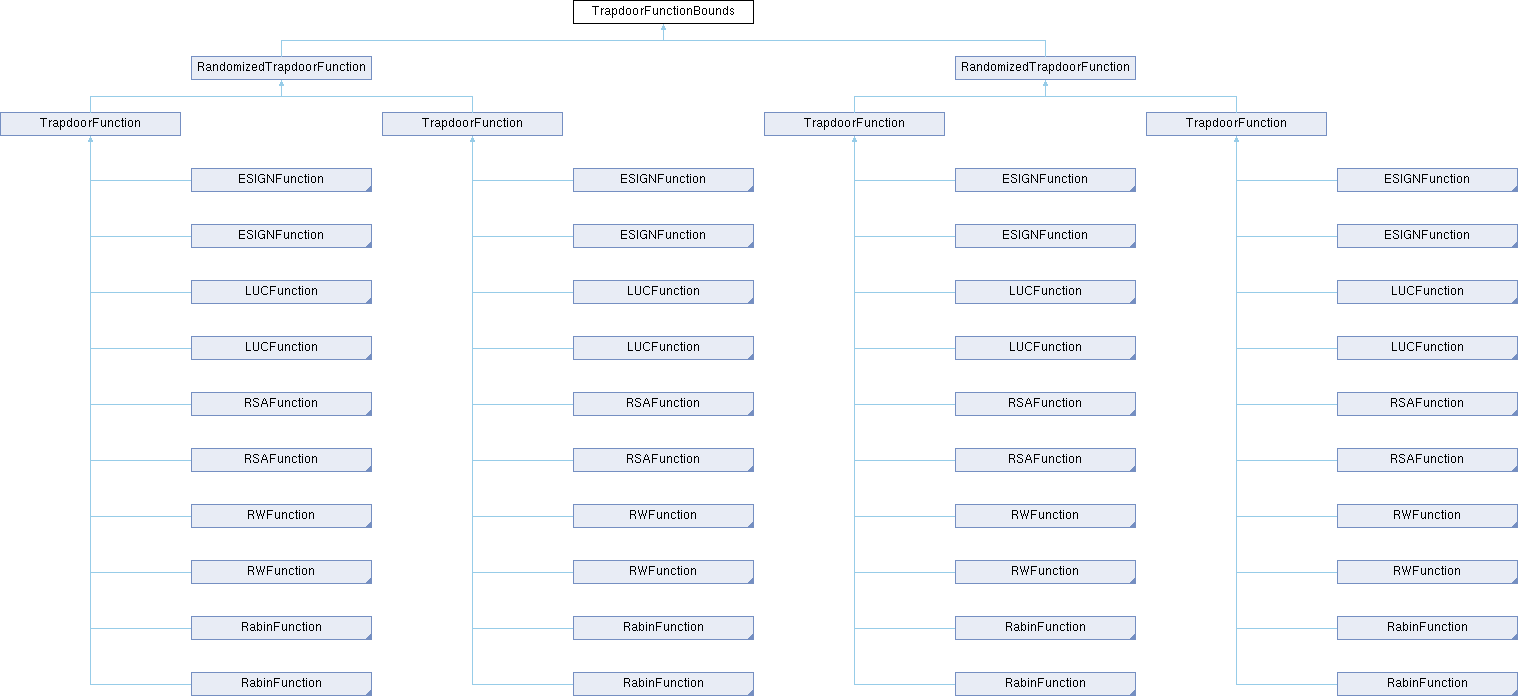 TrapdoorFunctionBounds
RandomizedTrapdoorFunction RandomizedTrapdoorFunction
TrapdoorFunction TrapdoorFunction TrapdoorFunction TrapdoorFunction
ESIGNFunction ESIGNFunction ESIGNFunction ESIGNFunction
ESIGNFunction ESIGNFunction ESIGNFunction ESIGNFunction
LUCFunction LUCFunction LUCFunction LUCFunction
LUCFunction LUCFunction LUCFunction LUCFunction
RSAFunction RSAFunction RSAFunction RSAFunction
RSAFunction RSAFunction RSAFunction RSAFunction
RWFunction RWFunction RWFunction RWFunction
RWFunction RWFunction RWFunction RWFunction
RabinFunction RabinFunction RabinFunction RabinFunction
RabinFunction RabinFunction RabinFunction RabinFunction